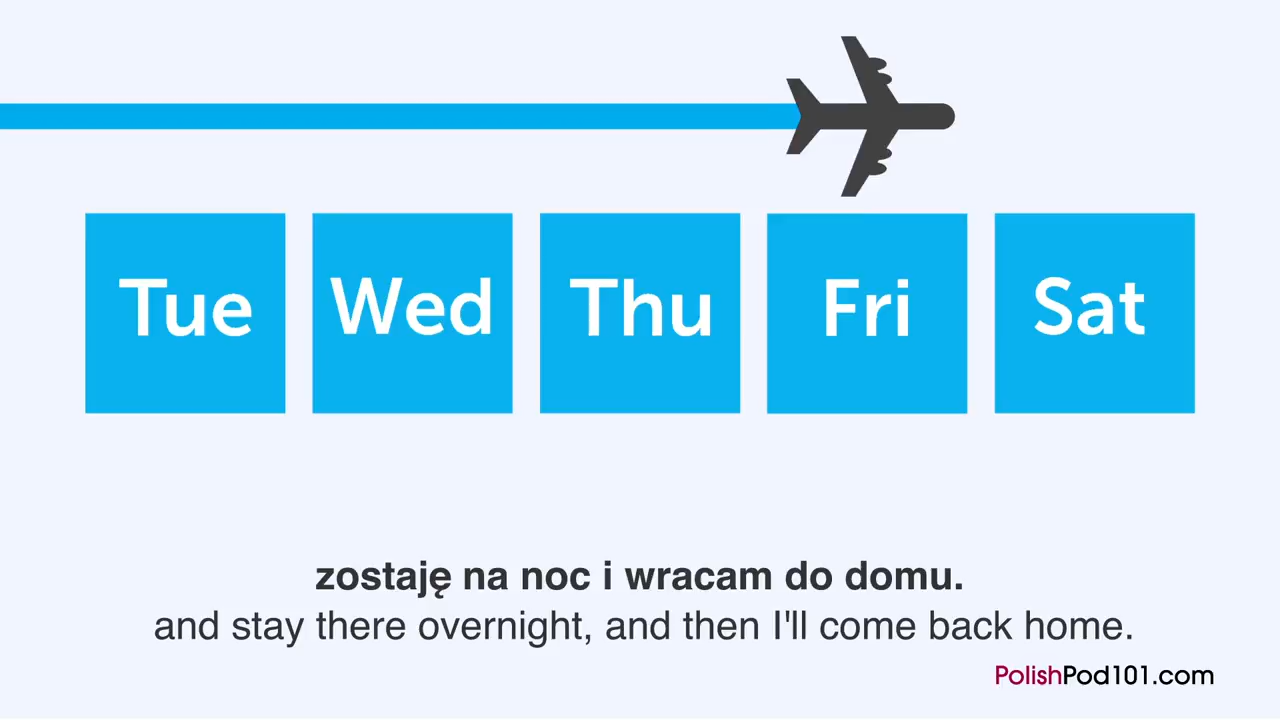 Tue Wed Thu Fri Sat
zostaję na noc i wracam do domu.
and stay there overnight, and then I'll come back home.
PolishPod101.com